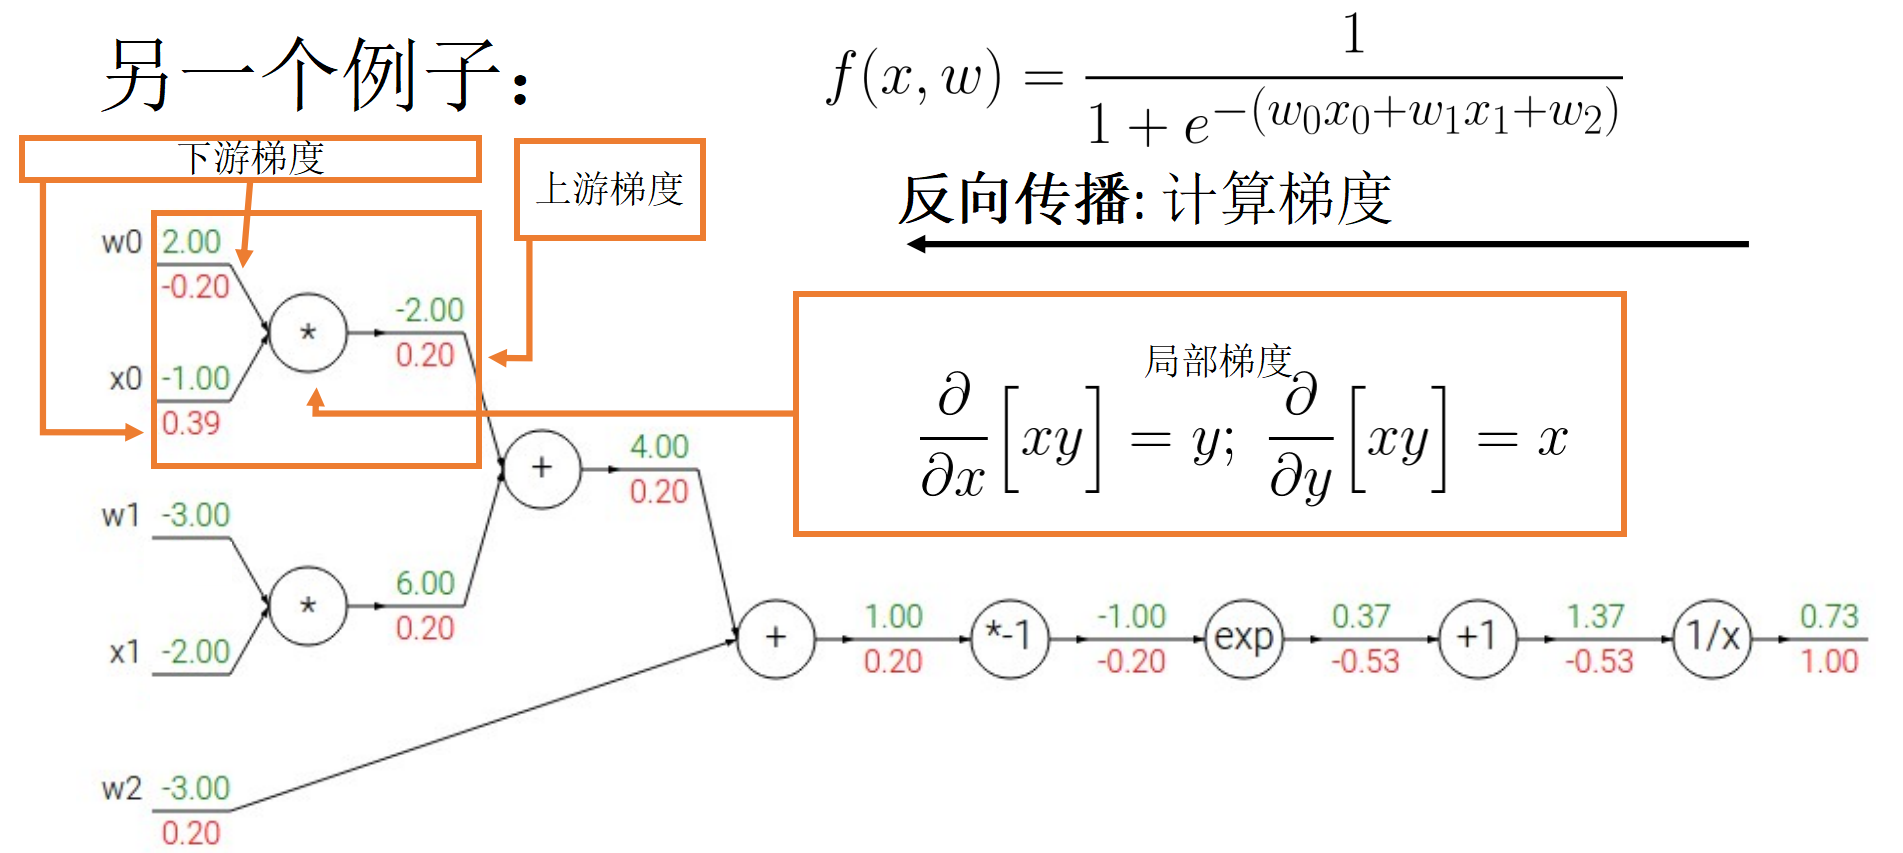 另一个例子：
f(x, w) = \frac{1}{1 + e^{-(w_0x_0+w_1x_1+w_2)}}
下游梯度
上游梯度
反向传播: 计算梯度
w0 2.00
-0.20
*
-2.00
0.20
x0 -1.00
0.39
局部梯度
\frac{\partial}{\partial x}[xy] = y; \frac{\partial}{\partial y}[xy] = x
+
4.00
0.20
w1 -3.00
*
6.00
0.20
x1 -2.00
+
1.00
0.20
*-1
-1.00
-0.20
exp
0.37
-0.53
+1
1.37
-0.53
1/x
0.73
1.00
w2 -3.00
0.20